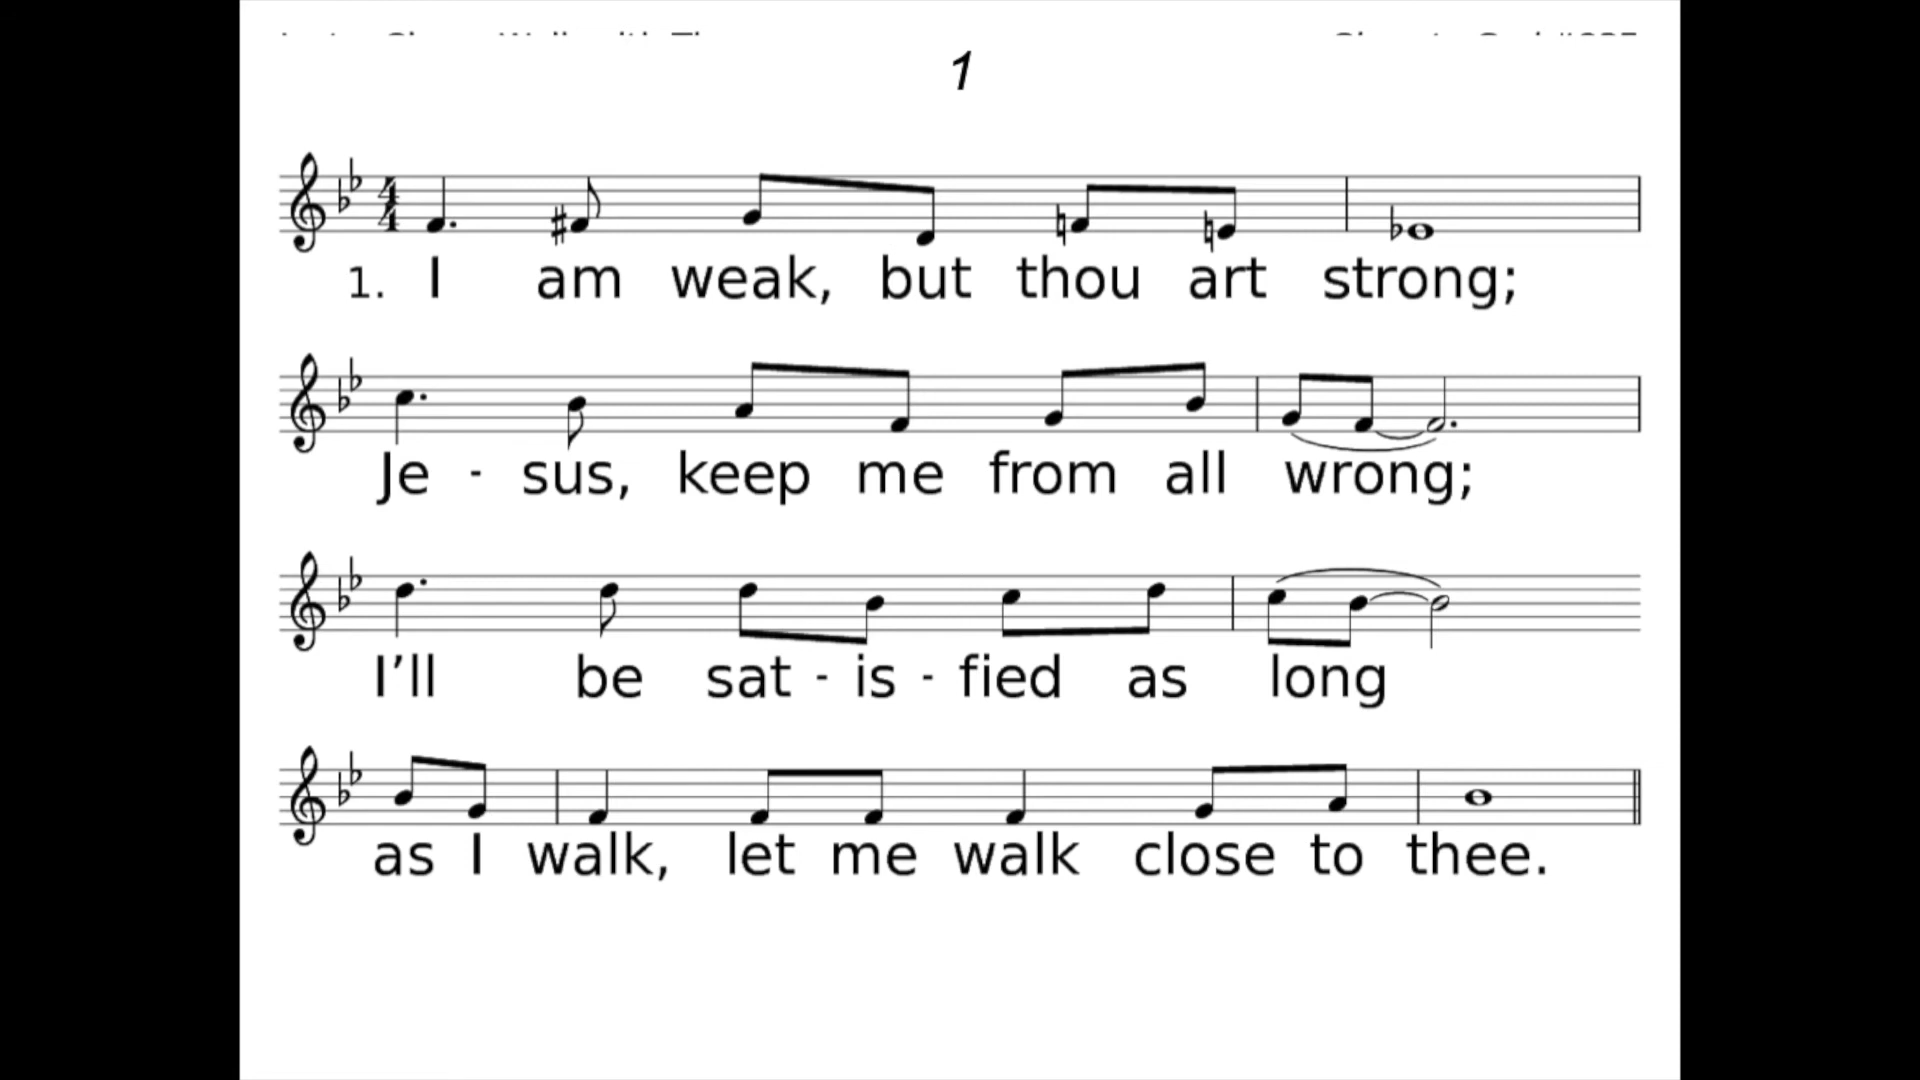 1
1. I am weak, but thou art strong;
Je - sus, keep me from all wrong;
I’ll be sat - is - fied as long
as I walk, let me walk close to thee.